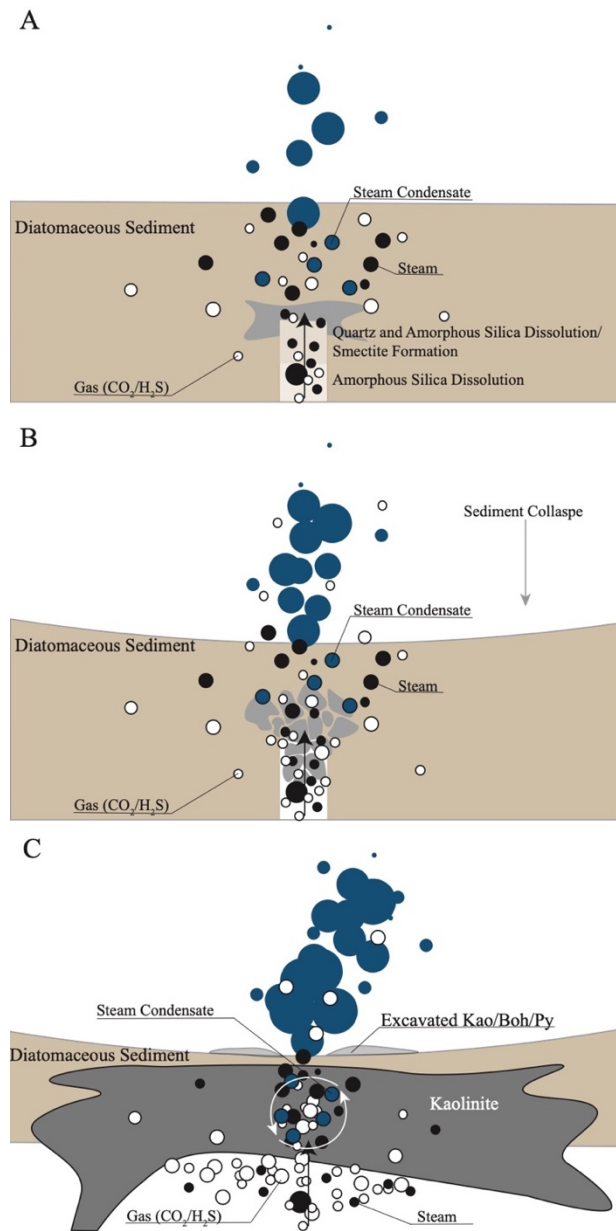 A
Diatomaceous Sediment
Steam Condensate
Steam
Quartz and Amorphous Silica Dissolution/
Smectite Formation
Gas (CO₂/H₂S)
Amorphous Silica Dissolution
B
Sediment Collaspe
Diatomaceous Sediment
Steam Condensate
Steam
Gas (CO₂/H₂S)
C
Steam Condensate
Excavated Kao/Boh/Py
Diatomaceous Sediment
Kaolinite
Gas (CO₂/H₂S)
Steam